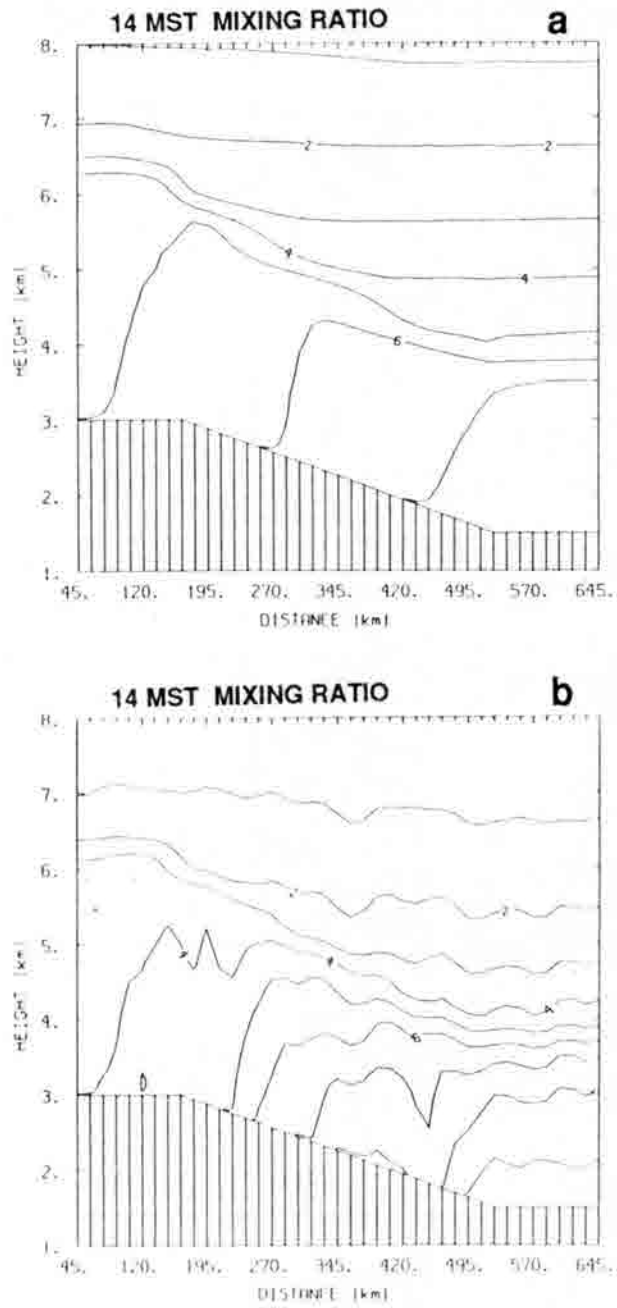 14 MST MIXING RATIO a
8.
7.
2 2
6.
HEIGHT [km]
5.
4 4
4.
6
3.
2.
1.
45. 120. 195. 270. 345. 420. 495. 570. 645.
DISTANCE [km]
14 MST MIXING RATIO b
8.
7.
6.
2 2
HEIGHT [km]
5.
4 4
4.
6
3.
2.
1.
45. 120. 195. 270. 345. 420. 495. 570. 645.
DISTANCE [km]